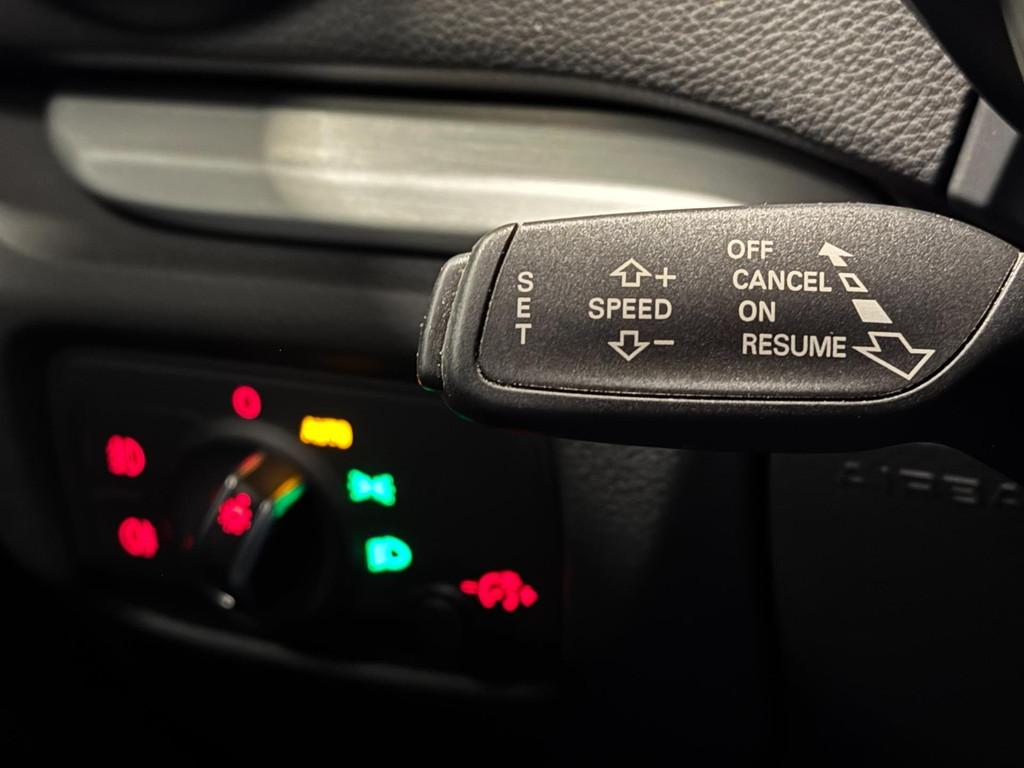 SET
+
SPEED
−
OFF
CANCEL
ON
RESUME